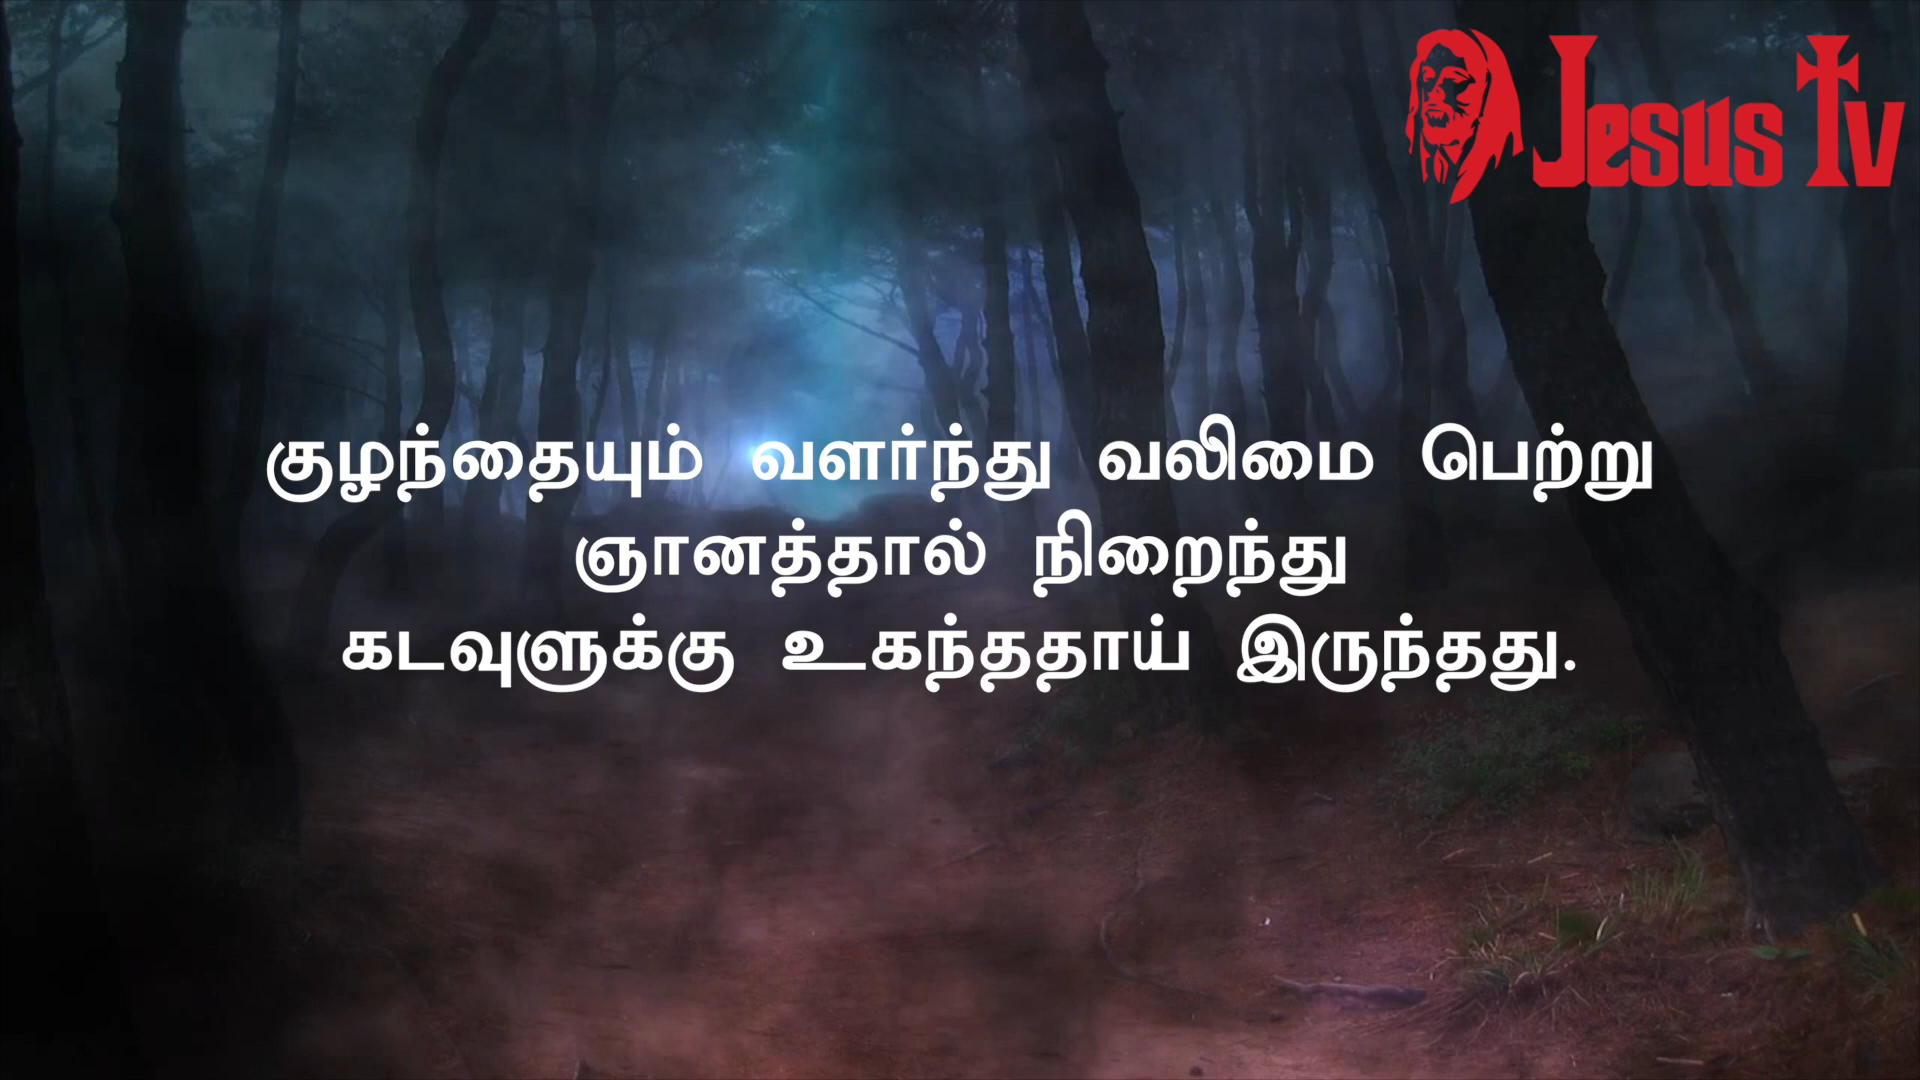 Jesus Tv
குழந்தையும் வளர்ந்து வலிமை பெற்று
ஞானத்தால் நிறைந்து
கடவுளுக்கு உகந்ததாய் இருந்தது.